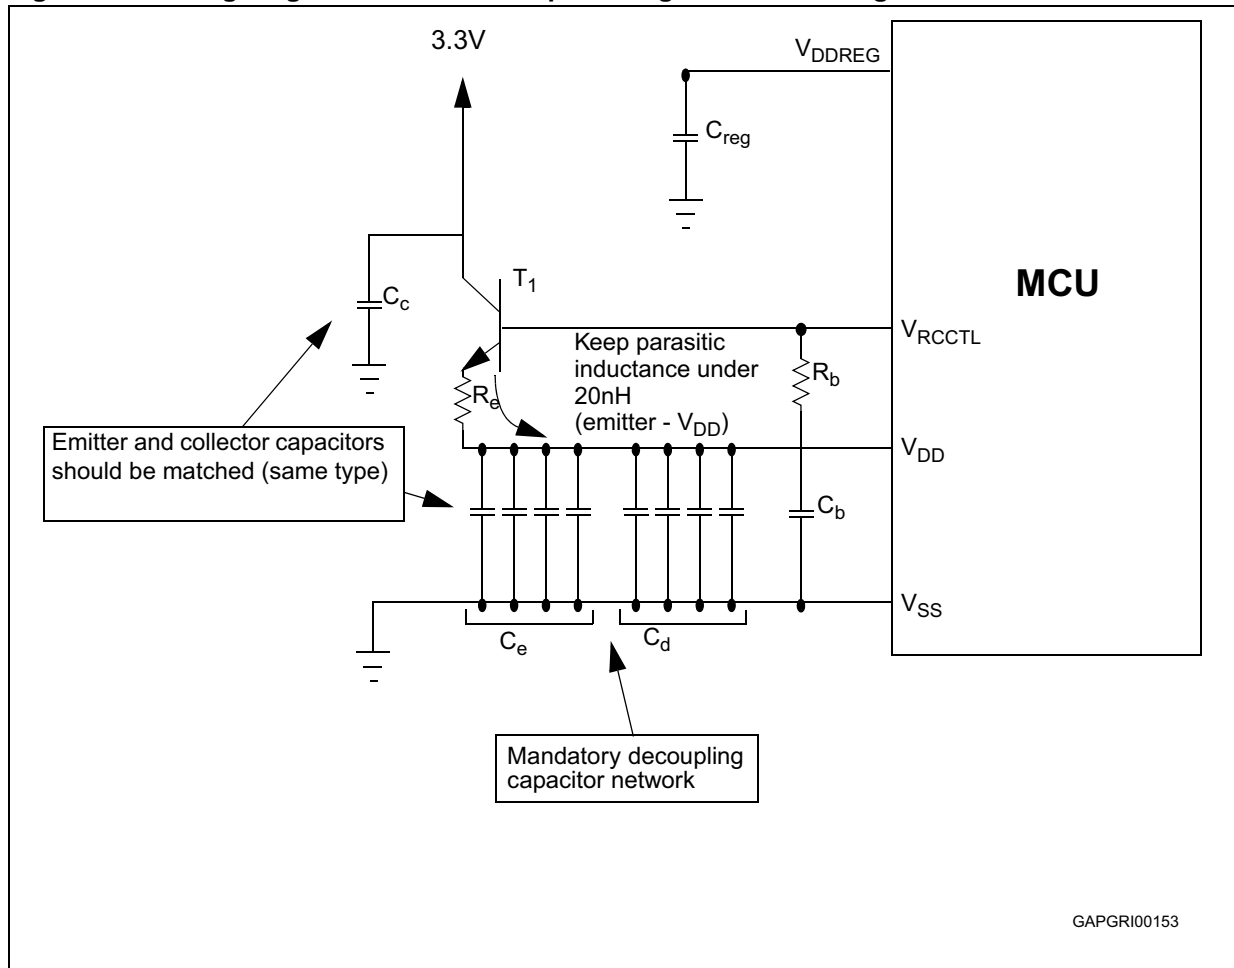 3.3V
V_DDREG
C_reg
MCU
T_1
C_c
V_RCCTL
Keep parasitic
inductance under
20nH
(emitter - V_DD)
R_b
R_e
Emitter and collector capacitors
should be matched (same type)
V_DD
C_b
V_SS
C_e
C_d
Mandatory decoupling
capacitor network
GAPGRI00153